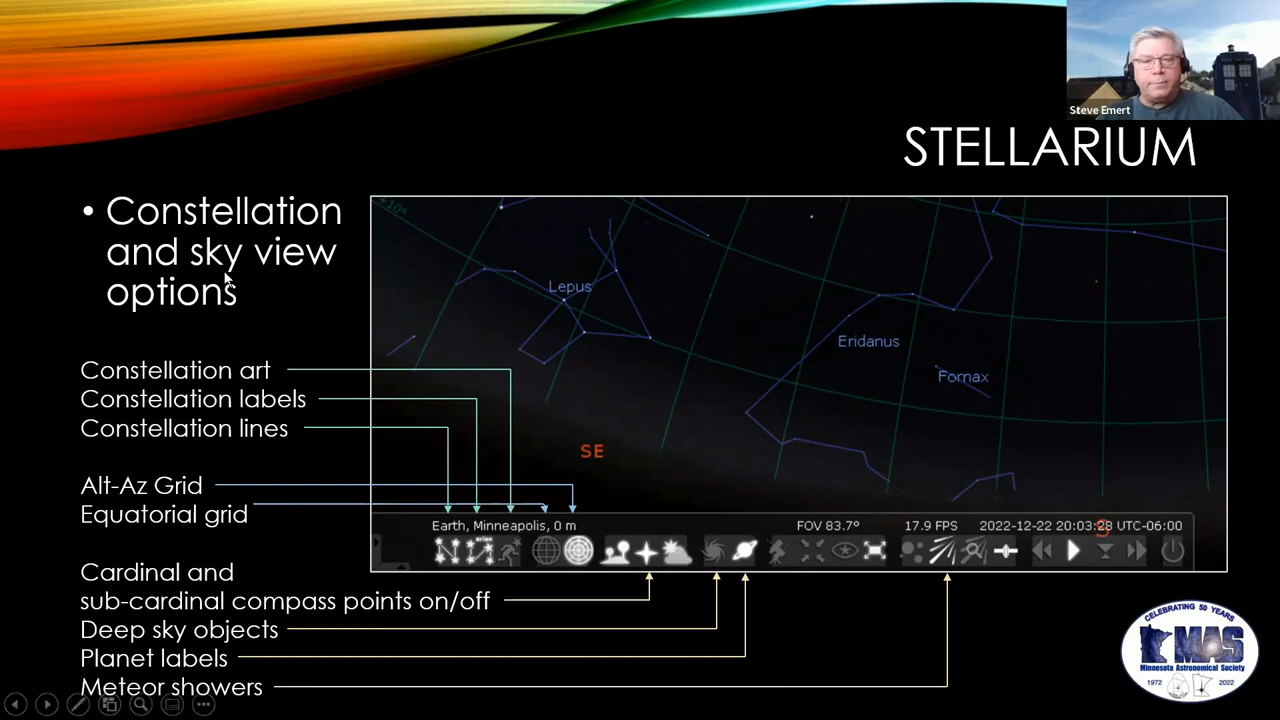 Steve Emert
STELLARIUM
• Constellation
and sky view
options
Constellation art
Constellation labels
Constellation lines
Alt-Az Grid
Equatorial grid
Cardinal and
sub-cardinal compass points on/off
Deep sky objects
Planet labels
Meteor showers
+10°
Lepus
Eridanus
Fornax
SE
S
Earth, Minneapolis, 0 m
FOV 83.7°
17.9 FPS
2022-12-22 20:03:28 UTC-06:00
orion
CELEBRATING 50 YEARS
MAS
Minnesota Astronomical Society
1972
2022